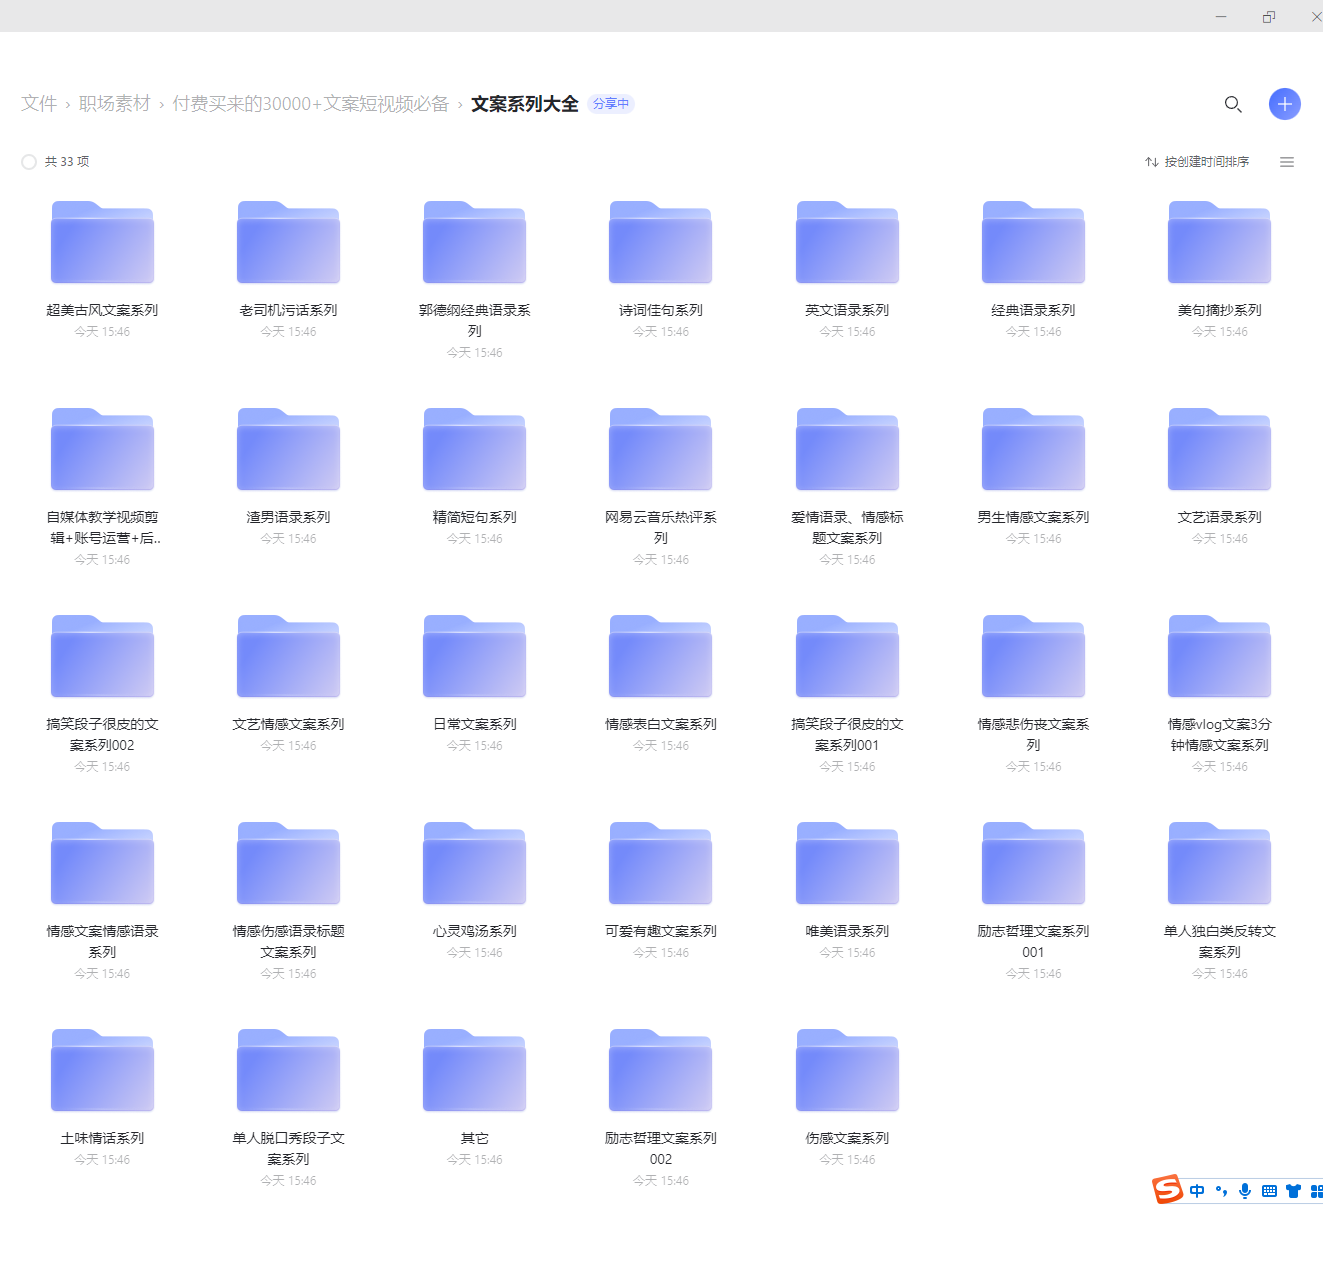 文件 › 职场素材 › 付费买来的30000+文案短视频必备 › 文案系列大全 分享中
共 33 项
按创建时间排序
超美古风文案系列
今天 15:46
老司机污话系列
今天 15:46
郭德纲经典语录系
列
今天 15:46
诗词佳句系列
今天 15:46
英文语录系列
今天 15:46
经典语录系列
今天 15:46
美句摘抄系列
今天 15:46
自媒体教学视频剪
辑+账号运营+后..
今天 15:46
渣男语录系列
今天 15:46
精简短句系列
今天 15:46
网易云音乐热评系
列
今天 15:46
爱情语录、情感标
题文案系列
今天 15:46
男生情感文案系列
今天 15:46
文艺语录系列
今天 15:46
搞笑段子很皮的文
案系列002
今天 15:46
文艺情感文案系列
今天 15:46
日常文案系列
今天 15:46
情感表白文案系列
今天 15:46
搞笑段子很皮的文
案系列001
今天 15:46
情感悲伤丧文案系
列
今天 15:46
情感vlog文案3分
钟情感文案系列
今天 15:46
情感文案情感语录
系列
今天 15:46
情感伤感语录标题
文案系列
今天 15:46
心灵鸡汤系列
今天 15:46
可爱有趣文案系列
今天 15:46
唯美语录系列
今天 15:46
励志哲理文案系列
001
今天 15:46
单人独白类反转文
案系列
今天 15:46
土味情话系列
今天 15:46
单人脱口秀段子文
案系列
今天 15:46
其它
今天 15:46
励志哲理文案系列
002
今天 15:46
伤感文案系列
今天 15:46
S 中